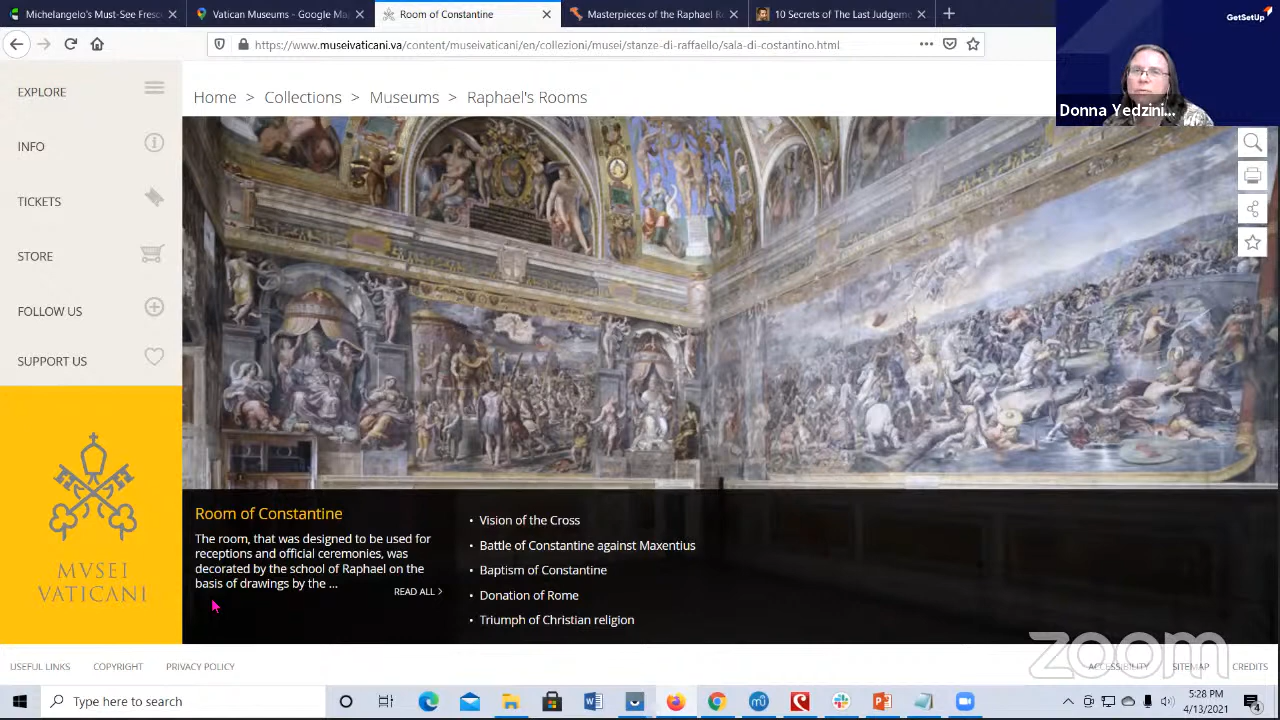 Michelangelo's Must-See Fresco
Vatican Museums - Google Ma
Room of Constantine
Masterpieces of the Raphael Ro
10 Secrets of The Last Judgeme
GetSetUp
https://www.museivaticani.va/content/museivaticani/en/collezioni/musei/stanze-di-raffaello/sala-di-costantino.html
Donna Yedzini...
EXPLORE
Home > Collections > Museums > Raphael's Rooms
INFO
TICKETS
STORE
FOLLOW US
SUPPORT US
MVSEI
VATICANI
Room of Constantine
The room, that was designed to be used for
receptions and official ceremonies, was
decorated by the school of Raphael on the
basis of drawings by the ...
READ ALL >
• Vision of the Cross
• Battle of Constantine against Maxentius
• Baptism of Constantine
• Donation of Rome
• Triumph of Christian religion
zoom
USEFUL LINKS COPYRIGHT PRIVACY POLICY ACCESSIBILITY SITEMAP CREDITS
Type here to search
5:28 PM
4/13/2021
4